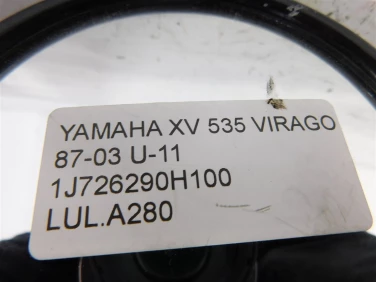 YAMAHA XV 535 VIRAGO
87-03 U-11
1J726290H100
LUL.A280